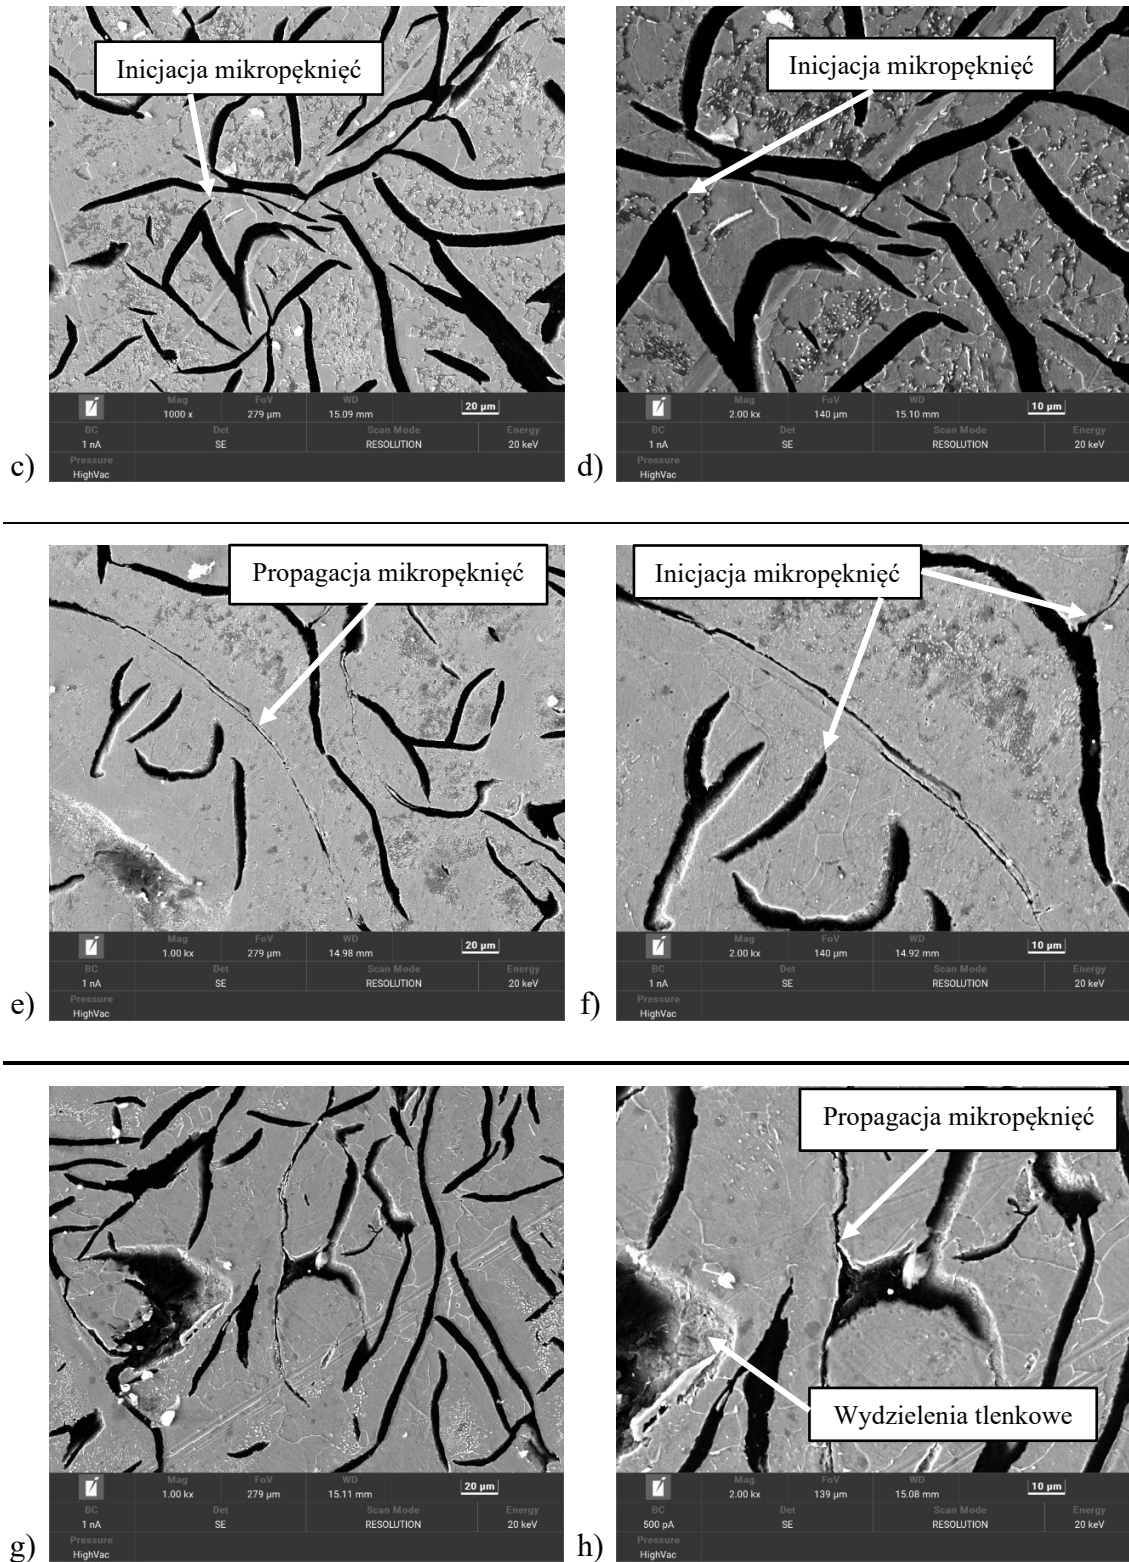 Inicjacja mikropęknięć
Inicjacja mikropęknięć
Mag FoV WD
1000 x 279 µm 15.09 mm 20 µm
BC Det Scan Mode Energy
1 nA SE RESOLUTION 20 keV
Pressure
HighVac
c)
Mag FoV WD
2.00 kx 140 µm 15.10 mm 10 µm
BC Det Scan Mode Energy
1 nA SE RESOLUTION 20 keV
Pressure
HighVac
d)
Propagacja mikropęknięć
Inicjacja mikropęknięć
Mag FoV WD
1.00 kx 279 µm 14.98 mm 20 µm
BC Det Scan Mode Energy
1 nA SE RESOLUTION 20 keV
Pressure
HighVac
e)
Mag FoV WD
2.00 kx 140 µm 14.92 mm 10 µm
BC Det Scan Mode Energy
1 nA SE RESOLUTION 20 keV
Pressure
HighVac
f)
Propagacja mikropęknięć
Wydzielenia tlenkowe
Mag FoV WD
1.00 kx 279 µm 15.11 mm 20 µm
BC Det Scan Mode Energy
1 nA SE RESOLUTION 20 keV
Pressure
HighVac
g)
Mag FoV WD
2.00 kx 139 µm 15.08 mm 10 µm
BC Det Scan Mode Energy
500 pA SE RESOLUTION 20 keV
Pressure
HighVac
h)